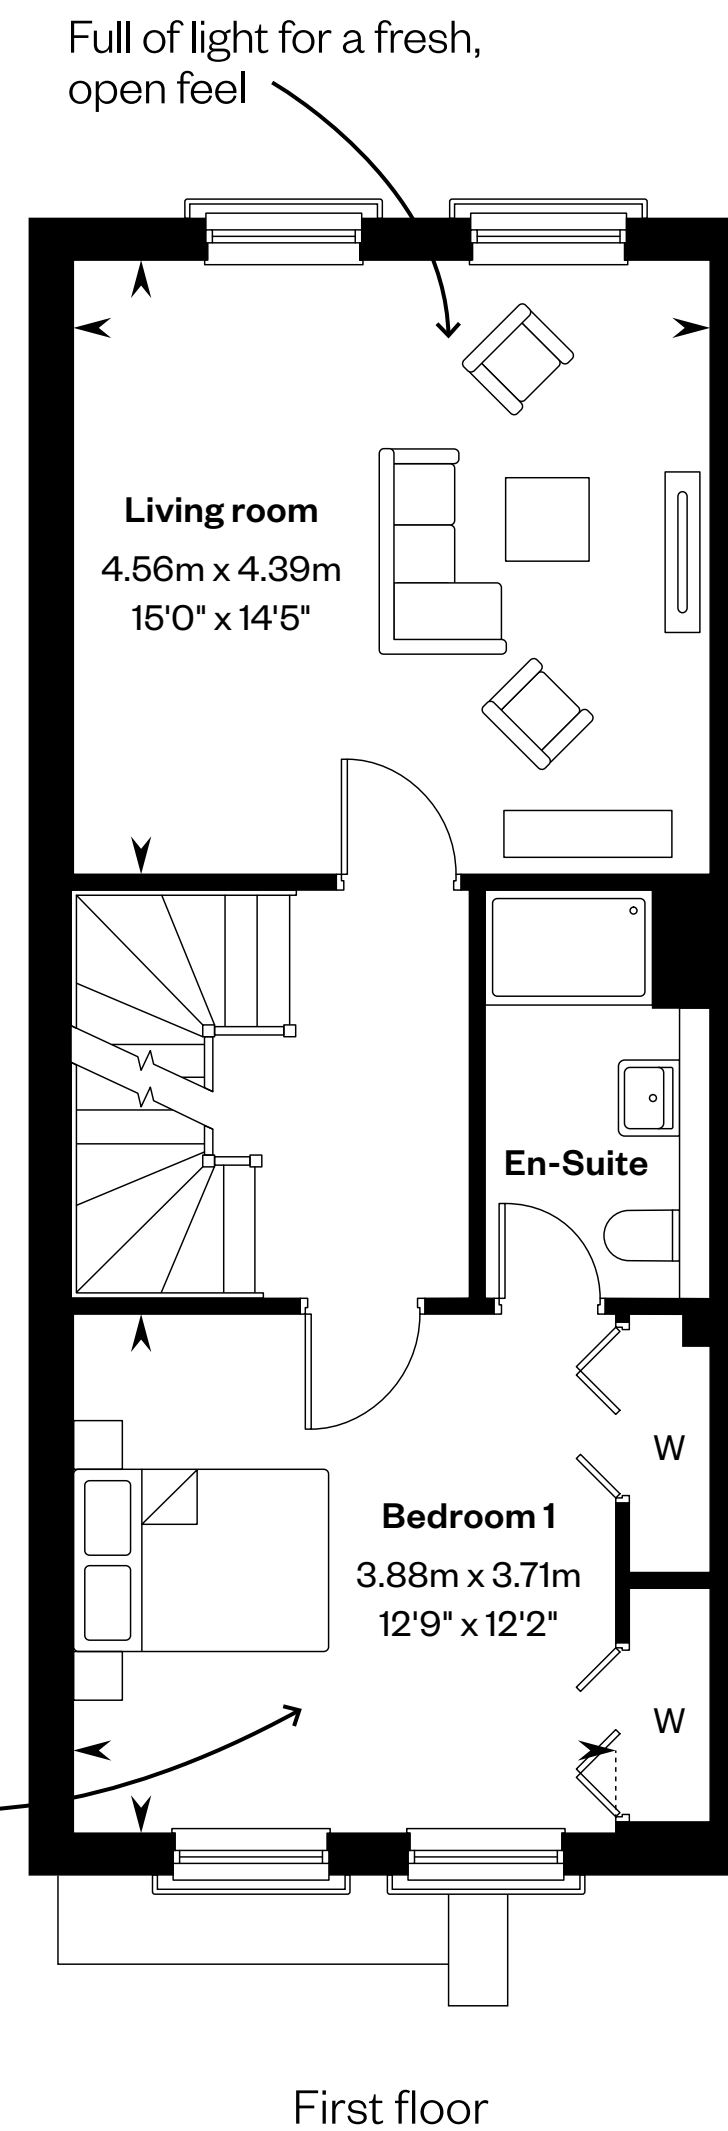 Full of light for a fresh,
open feel
Living room
4.56m x 4.39m
15'0" x 14'5"
En-Suite
W
Bedroom 1
3.88m x 3.71m
12'9" x 12'2"
W
First floor